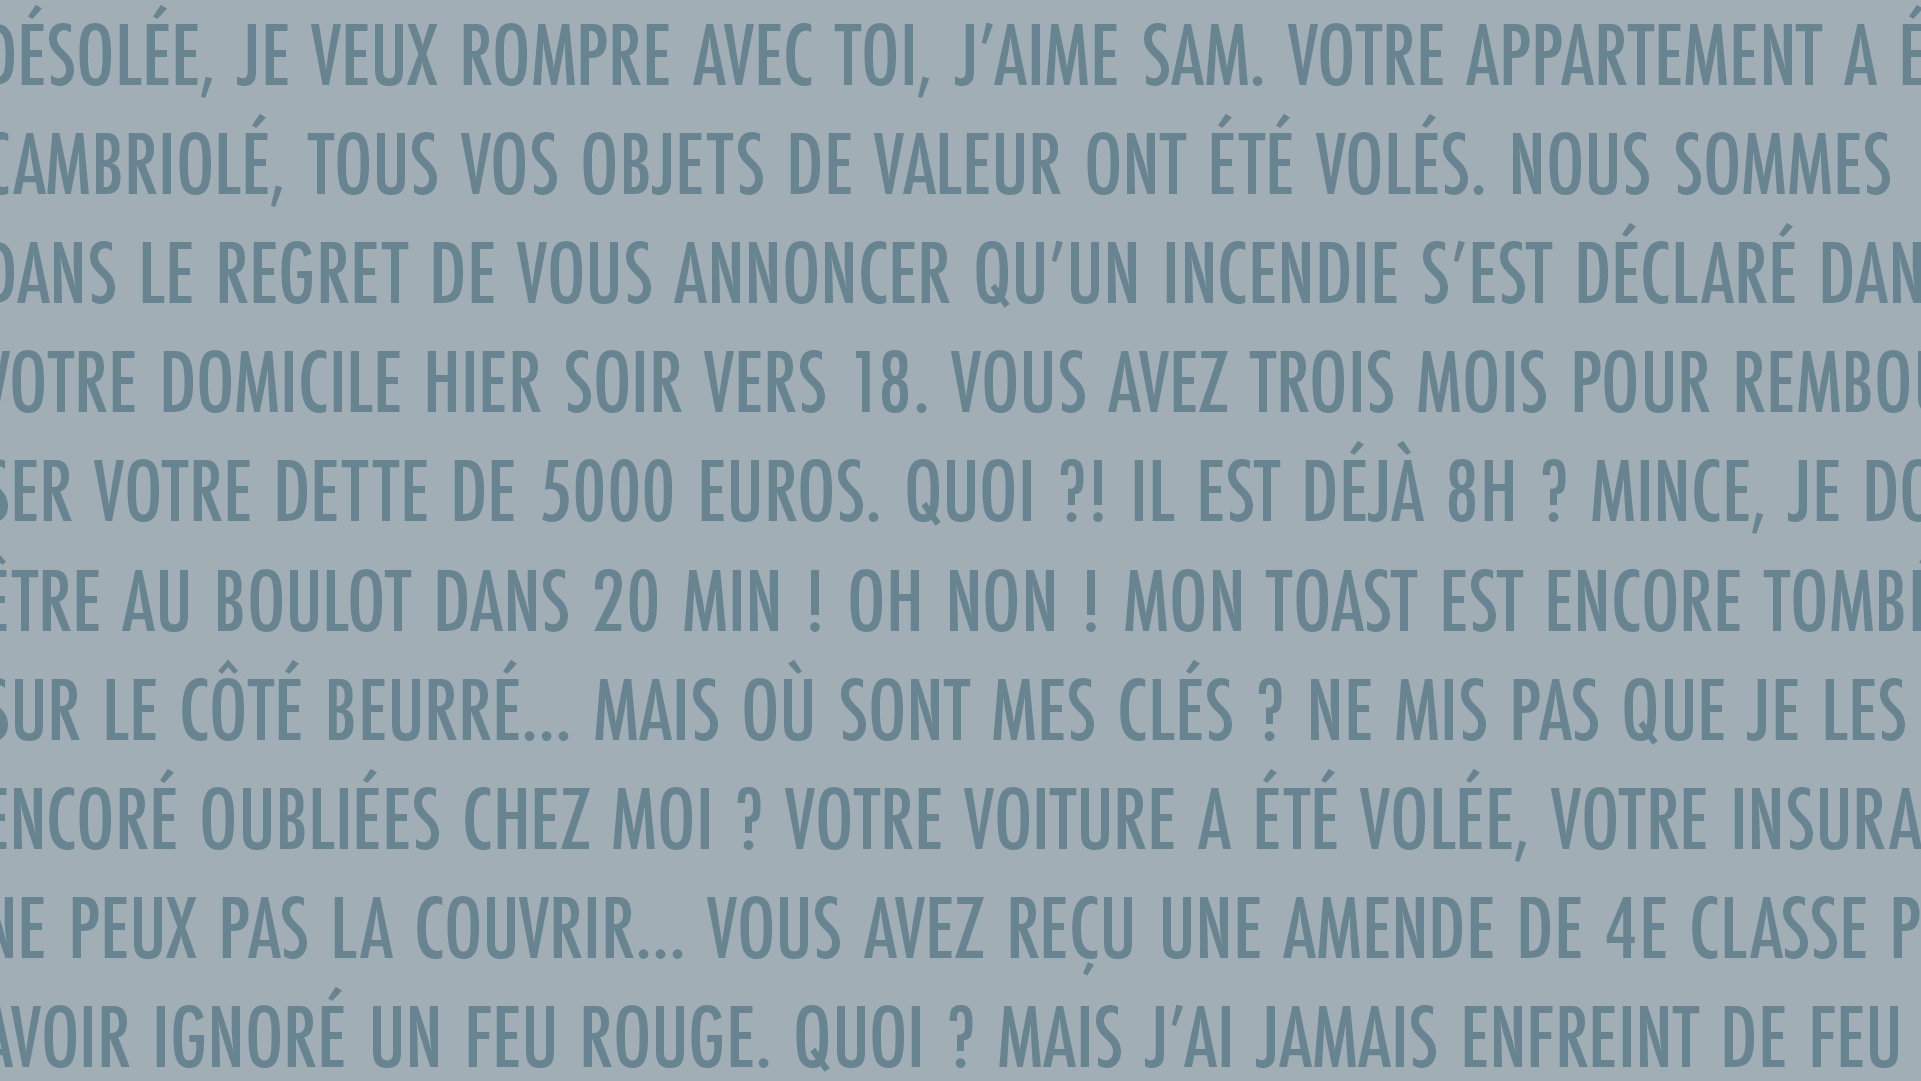 DÉSOLÉE, JE VEUX ROMPRE AVEC TOI, J’AIME SAM. VOTRE APPARTEMENT A É
CAMBRIOLÉ, TOUS VOS OBJETS DE VALEUR ONT ÉTÉ VOLÉS. NOUS SOMMES
DANS LE REGRET DE VOUS ANNONCER QU’UN INCENDIE S’EST DÉCLARÉ DAN
VOTRE DOMICILE HIER SOIR VERS 18. VOUS AVEZ TROIS MOIS POUR REMBOU
SER VOTRE DETTE DE 5000 EUROS. QUOI ?! IL EST DÉJÀ 8H ? MINCE, JE DO
ÊTRE AU BOULOT DANS 20 MIN ! OH NON ! MON TOAST EST ENCORE TOMBÉ
SUR LE CÔTÉ BEURRÉ... MAIS OÙ SONT MES CLÉS ? NE MIS PAS QUE JE LES
ENCORÉ OUBLIÉES CHEZ MOI ? VOTRE VOITURE A ÉTÉ VOLÉE, VOTRE INSURA
NE PEUX PAS LA COUVRIR... VOUS AVEZ REÇU UNE AMENDE DE 4E CLASSE P
AVOIR IGNORÉ UN FEU ROUGE. QUOI ? MAIS J’AI JAMAIS ENFREINT DE FEU